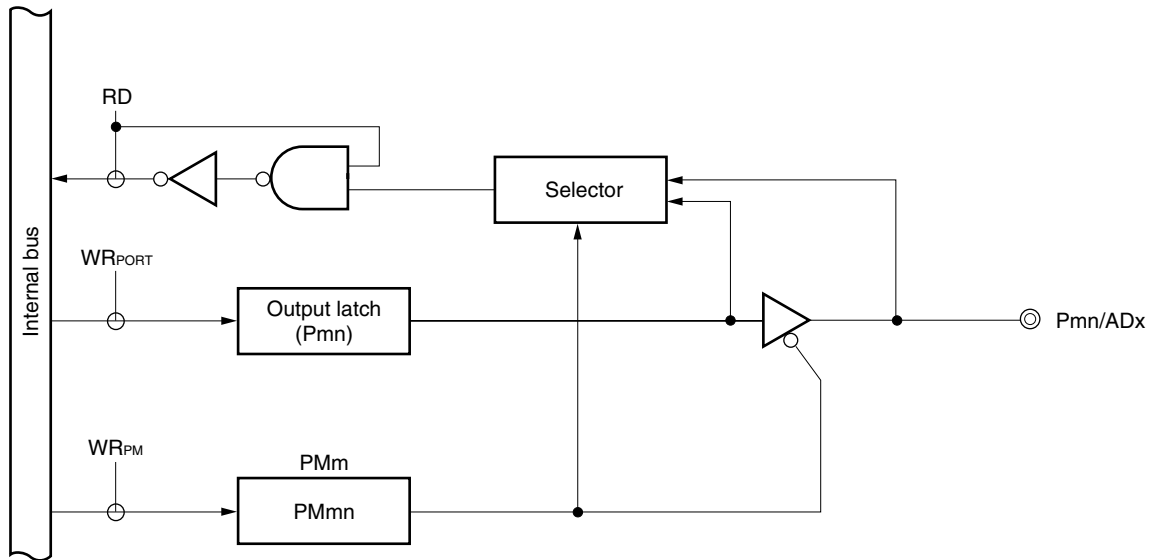 RD
Selector
Internal bus
WRPORT
Output latch
(Pmn)
Pmn/ADx
WRPM
PMm
PMmn